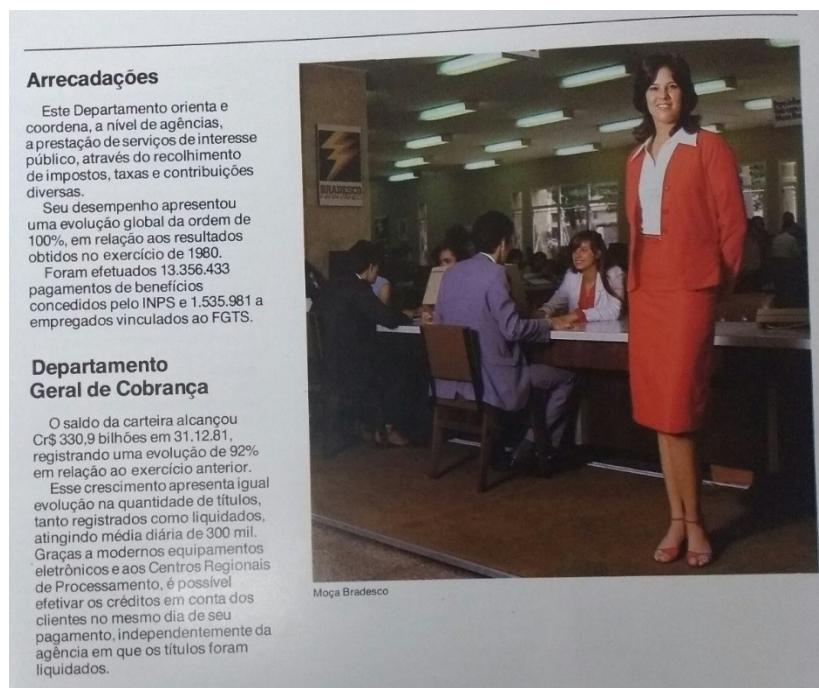 Arrecadações
Este Departamento orienta e
coordena, a nível de agências,
a prestação de serviços de interesse
público, através do recolhimento
de impostos, taxas e contribuições
diversas.
Seu desempenho apresentou
uma evolução global da ordem de
100%, em relação aos resultados
obtidos no exercício de 1980.
Foram efetuados 13.356.433
pagamentos de benefícios
concedidos pelo INPS e 1.535.981 a
empregados vinculados ao FGTS.
Departamento
Geral de Cobrança
O saldo da carteira alcançou
Cr$ 330,9 bilhões em 31.12.81,
registrando uma evolução de 92%
em relação ao exercício anterior.
Esse crescimento apresenta igual
evolução na quantidade de títulos,
tanto registrados como liquidados,
atingindo média diária de 300 mil.
Graças a modernos equipamentos
eletrônicos e aos Centros Regionais
de Processamento, é possível
efetivar os créditos em conta dos
clientes no mesmo dia de seu
pagamento, independentemente da
agência em que os títulos foram
liquidados.
BRADESCO
Moça Bradesco